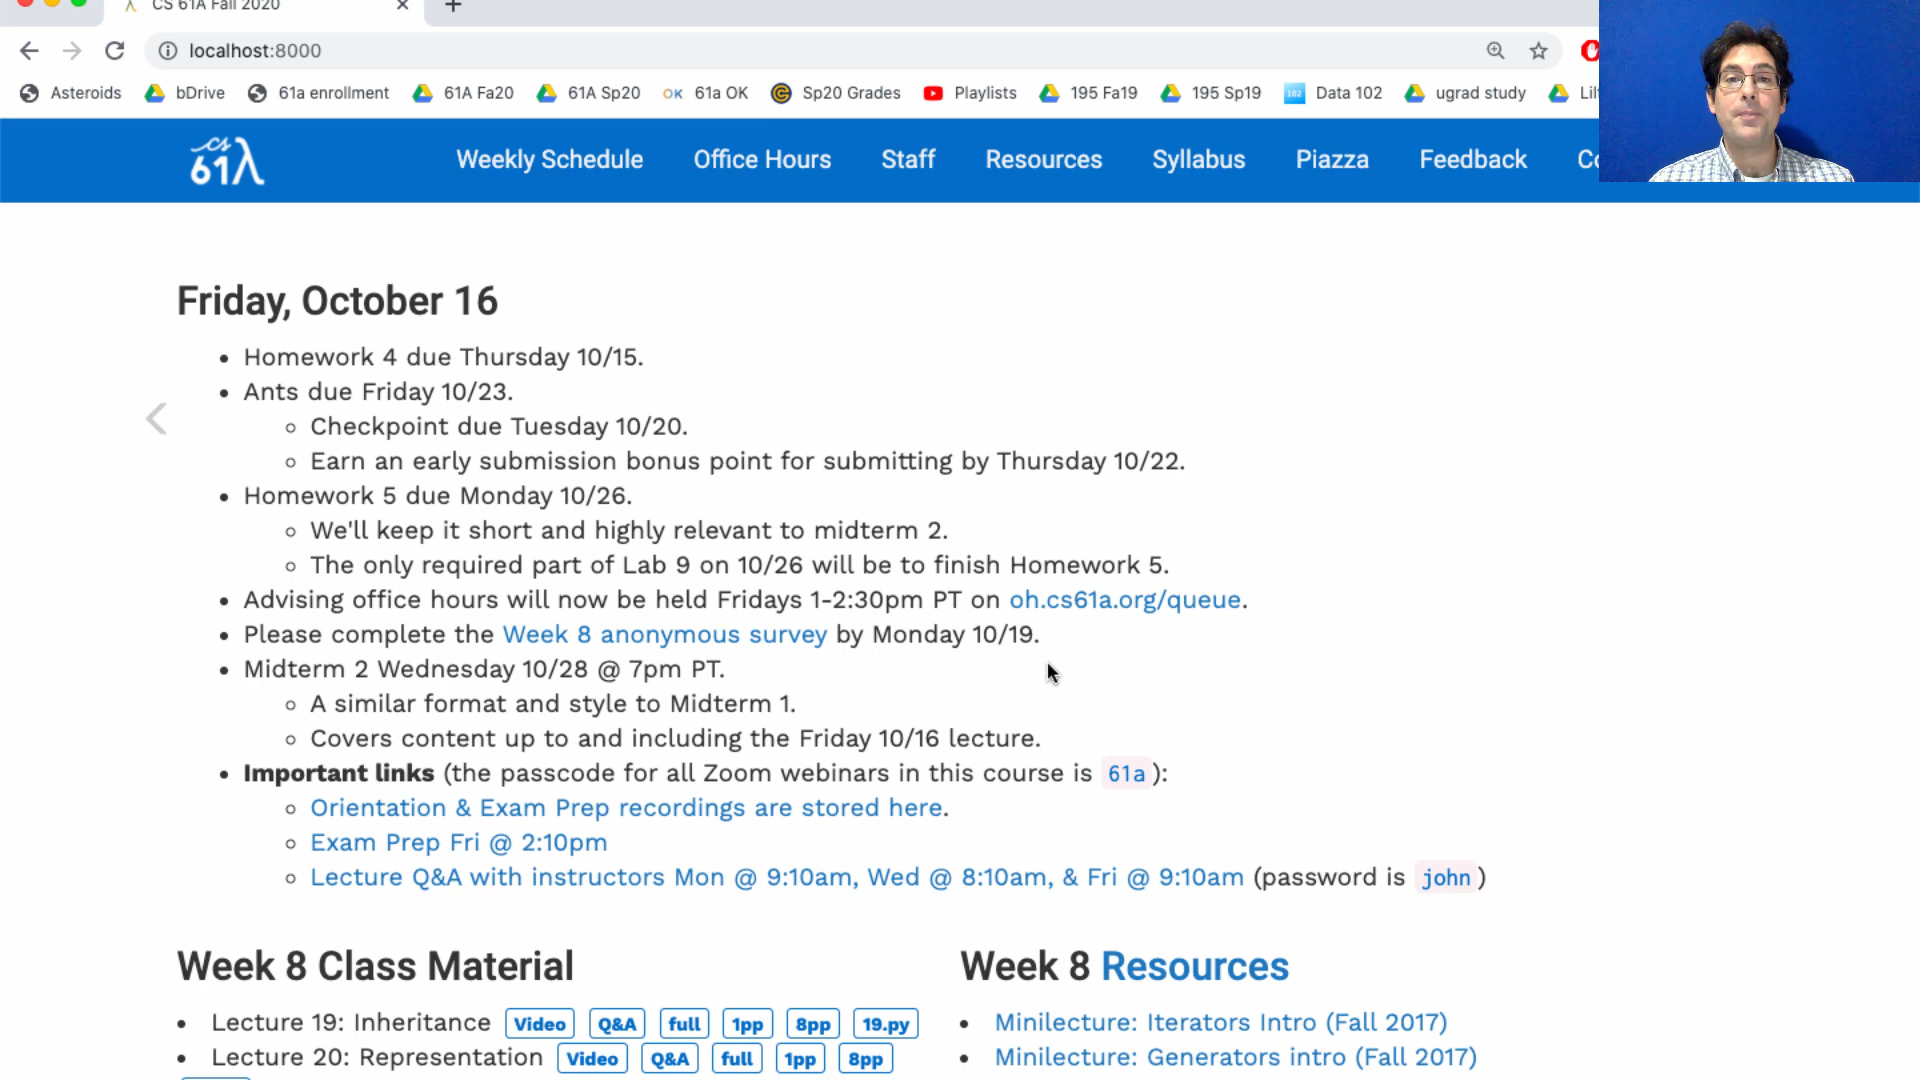 CS 61A Fall 2020
localhost:8000
Asteroids bDrive 61a enrollment 61A Fa20 61A Sp20 OK 61a OK Sp20 Grades Playlists 195 Fa19 195 Sp19 102 Data 102 ugrad study
cs 61λ Weekly Schedule Office Hours Staff Resources Syllabus Piazza Feedback
Friday, October 16
• Homework 4 due Thursday 10/15.
• Ants due Friday 10/23.
◦ Checkpoint due Tuesday 10/20.
◦ Earn an early submission bonus point for submitting by Thursday 10/22.
• Homework 5 due Monday 10/26.
◦ We'll keep it short and highly relevant to midterm 2.
◦ The only required part of Lab 9 on 10/26 will be to finish Homework 5.
• Advising office hours will now be held Fridays 1-2:30pm PT on oh.cs61a.org/queue.
• Please complete the Week 8 anonymous survey by Monday 10/19.
• Midterm 2 Wednesday 10/28 @ 7pm PT.
◦ A similar format and style to Midterm 1.
◦ Covers content up to and including the Friday 10/16 lecture.
• Important links (the passcode for all Zoom webinars in this course is 61a):
◦ Orientation & Exam Prep recordings are stored here.
◦ Exam Prep Fri @ 2:10pm
◦ Lecture Q&A with instructors Mon @ 9:10am, Wed @ 8:10am, & Fri @ 9:10am (password is john)
Week 8 Class Material
• Lecture 19: Inheritance Video Q&A full 1pp 8pp 19.py
• Lecture 20: Representation Video Q&A full 1pp 8pp
Week 8 Resources
• Minilecture: Iterators Intro (Fall 2017)
• Minilecture: Generators intro (Fall 2017)